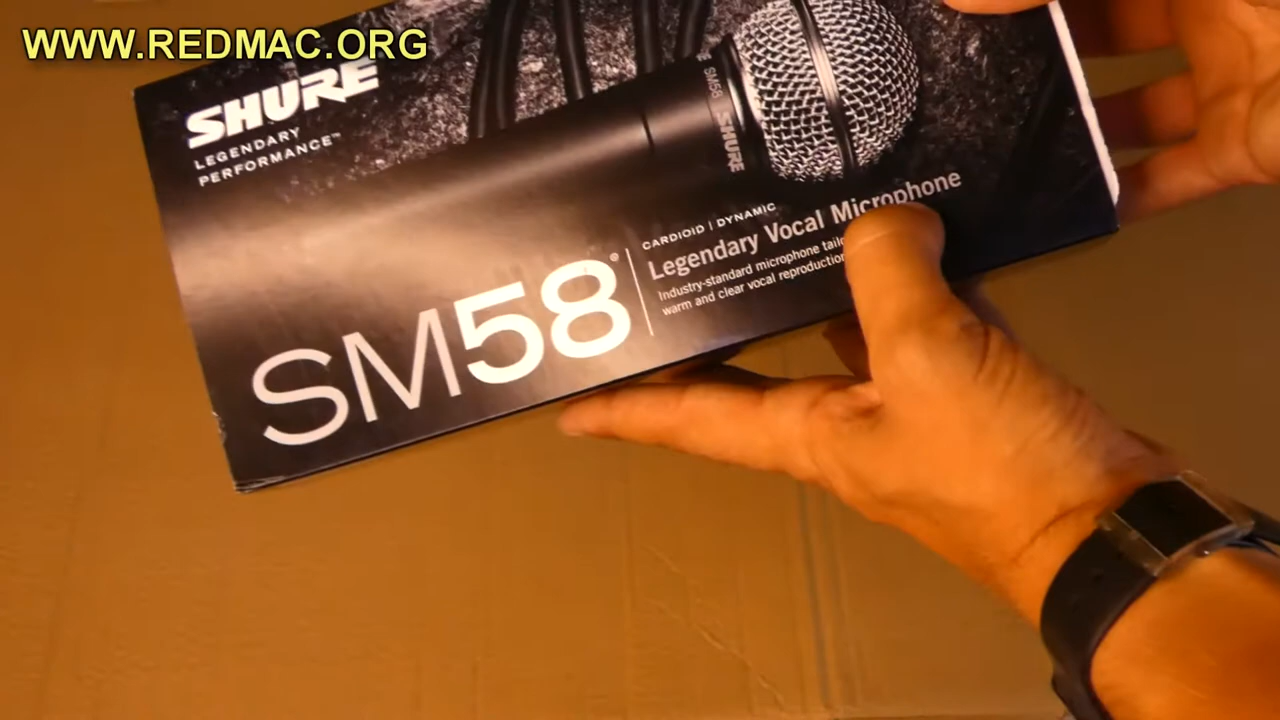 WWW.REDMAC.ORG
SHURE
LEGENDARY
PERFORMANCE™
SM58
SHURE
SM58®
CARDIOID | DYNAMIC
Legendary Vocal Microphone
Industry-standard microphone
warm and clear vocal reproduction